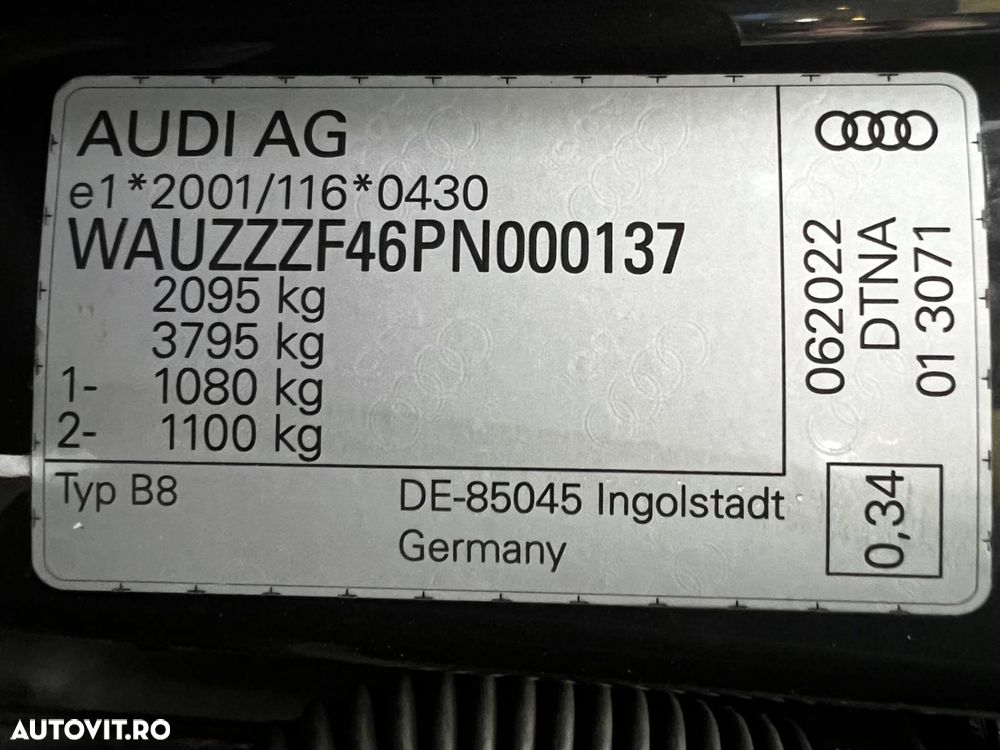 AUDI AG
e1*2001/116*0430
WAUZZZF46PN000137
2095 kg
3795 kg
1- 1080 kg
2- 1100 kg
Typ B8
DE-85045 Ingolstadt
Germany
062022
DTNA
01 3071
0,34
AUTOVIT.RO